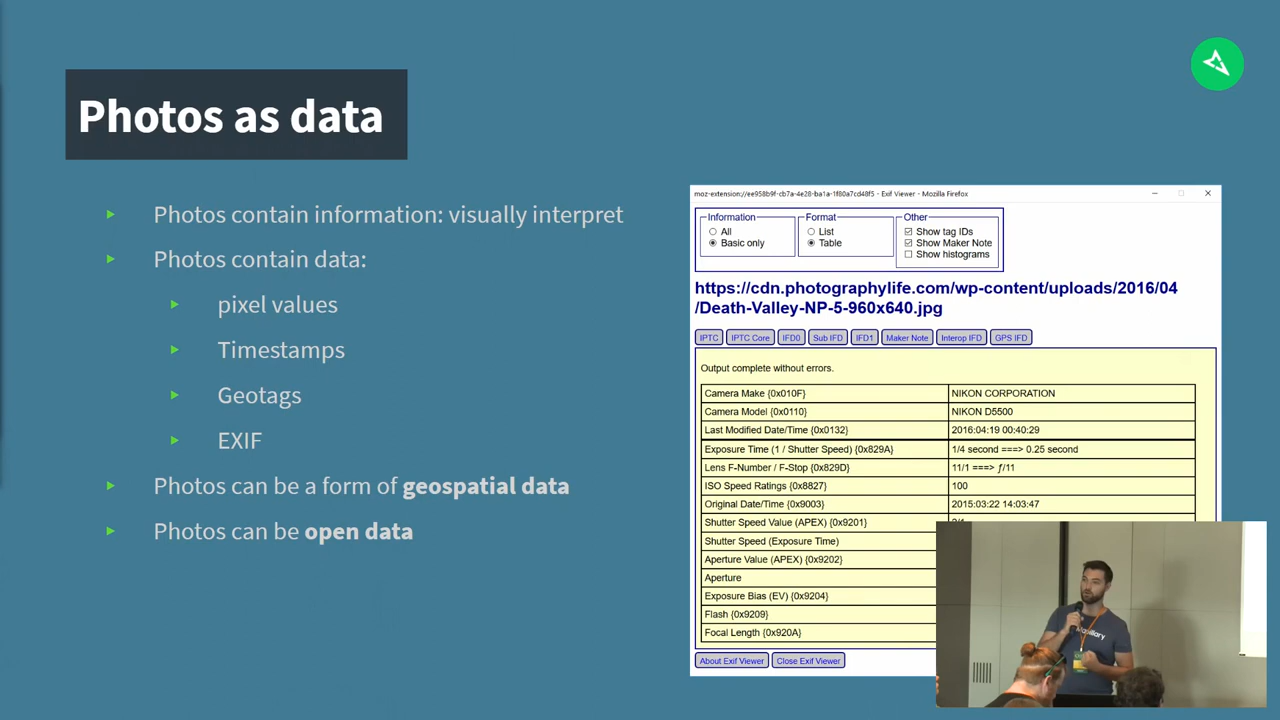 Photos as data
Photos contain information: visually interpret
Photos contain data:
pixel values
Timestamps
Geotags
EXIF
Photos can be a form of geospatial data
Photos can be open data
moz-extension://ee958b9f-cb7a-4e28-ba1a-1f80a7cd48f5 - Exif Viewer - Mozilla Firefox
Information
All
Basic only
Format
List
Table
Other
Show tag IDs
Show Maker Note
Show histograms
https://cdn.photographylife.com/wp-content/uploads/2016/04
/Death-Valley-NP-5-960x640.jpg
IPTC IPTC Core IFD0 Sub IFD IFD1 Maker Note Interop IFD GPS IFD
Output complete without errors.
Camera Make {0x010F} NIKON CORPORATION
Camera Model {0x0110} NIKON D5500
Last Modified Date/Time {0x0132} 2016:04:19 00:40:29
Exposure Time (1 / Shutter Speed) {0x829A} 1/4 second ===> 0.25 second
Lens F-Number / F-Stop {0x829D} 11/1 ===> ƒ/11
ISO Speed Ratings {0x8827} 100
Original Date/Time {0x9003} 2015:03:22 14:03:47
Shutter Speed Value (APEX) {0x9201}
Shutter Speed (Exposure Time)
Aperture Value (APEX) {0x9202}
Aperture
Exposure Bias (EV) {0x9204}
Flash {0x9209}
Focal Length {0x920A}
About Exif Viewer Close Exif Viewer